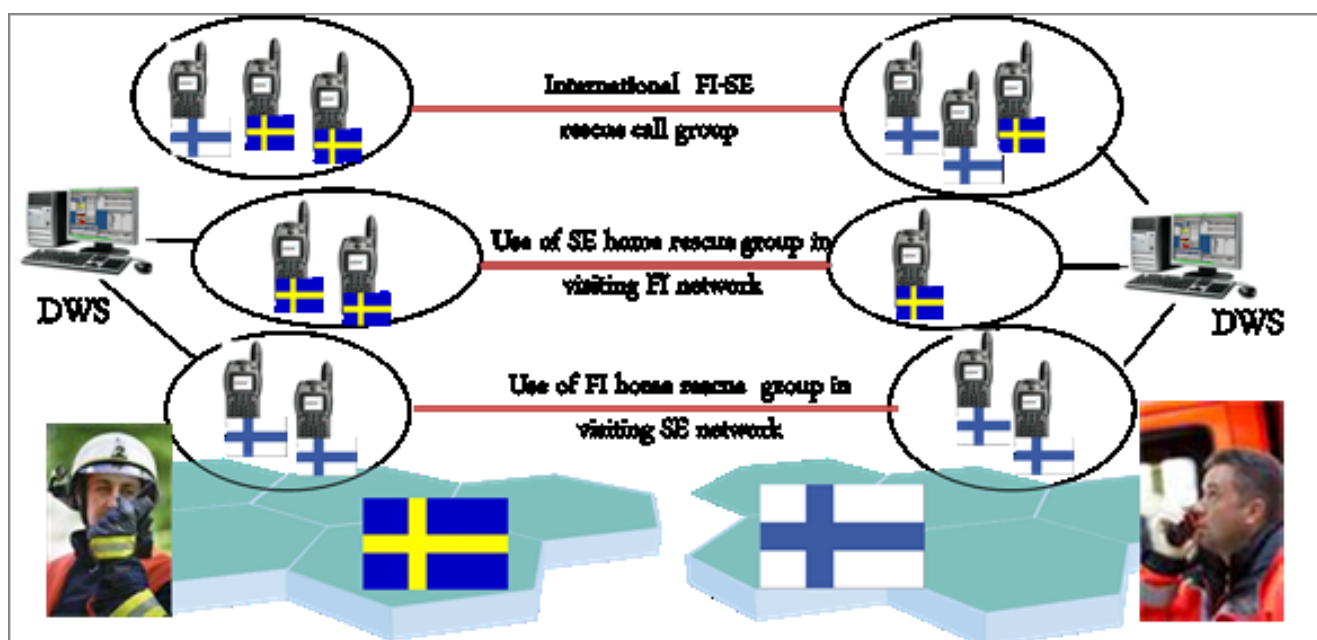 International FI-SE
rescue call group
Use of SE home rescue group in
visiting FI network
DWS
DWS
Use of FI home rescue group in
visiting SE network